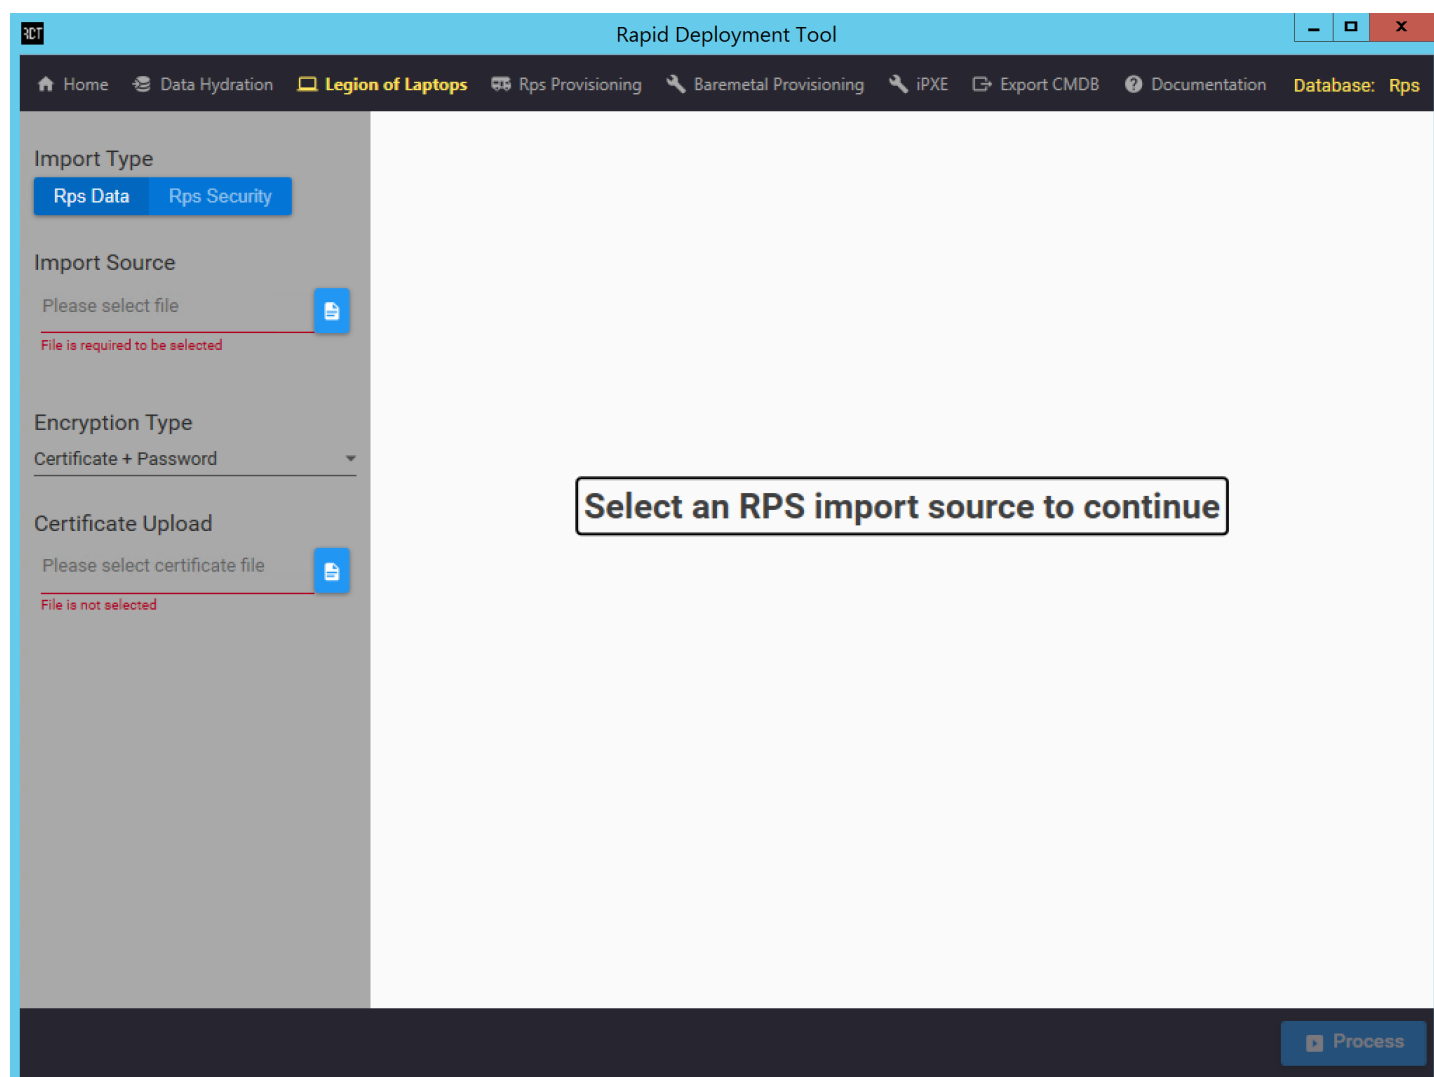 RDT
Rapid Deployment Tool
Home Data Hydration Legion of Laptops Rps Provisioning Baremetal Provisioning iPXE Export CMDB Documentation Database: Rps
Import Type
Rps Data Rps Security
Import Source
Please select file
File is required to be selected
Encryption Type
Certificate + Password
Certificate Upload
Please select certificate file
File is not selected
Select an RPS import source to continue
Process